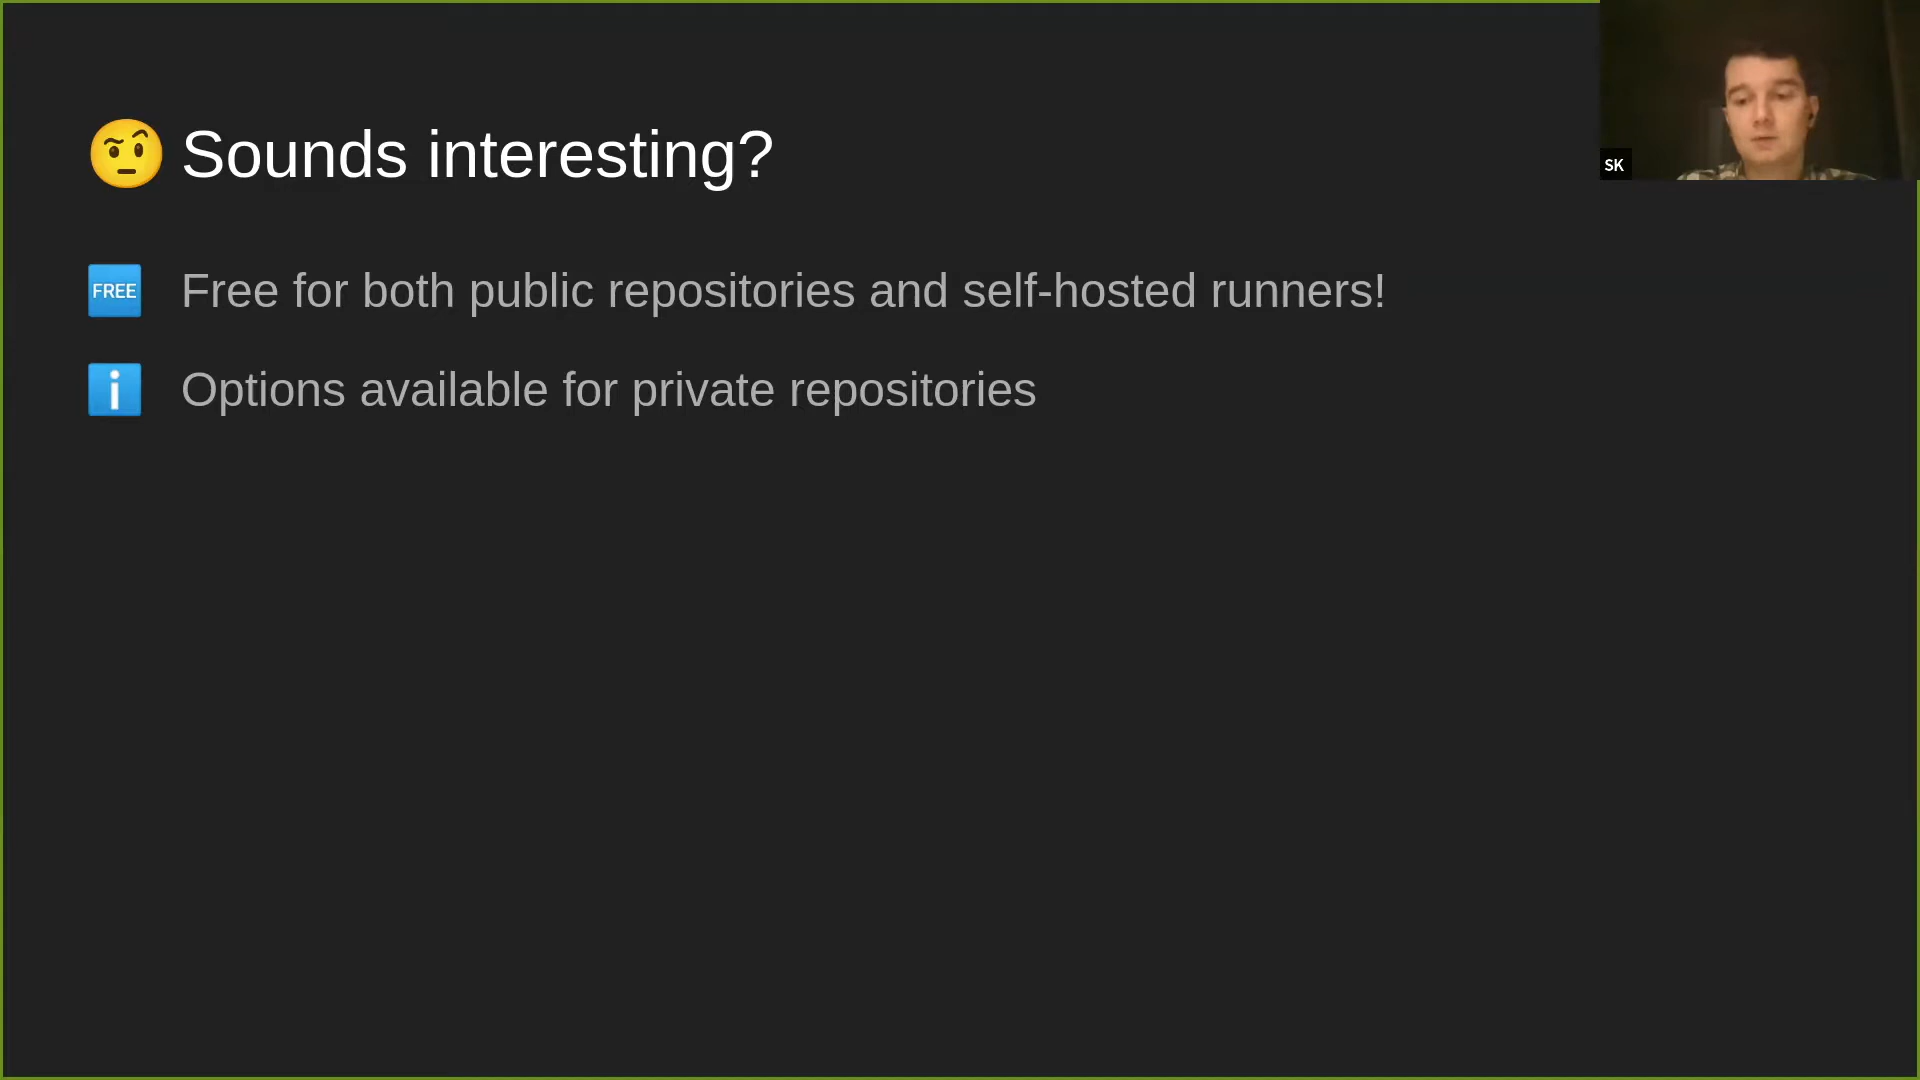 🤨 Sounds interesting?
FREE Free for both public repositories and self-hosted runners!
i Options available for private repositories
SK